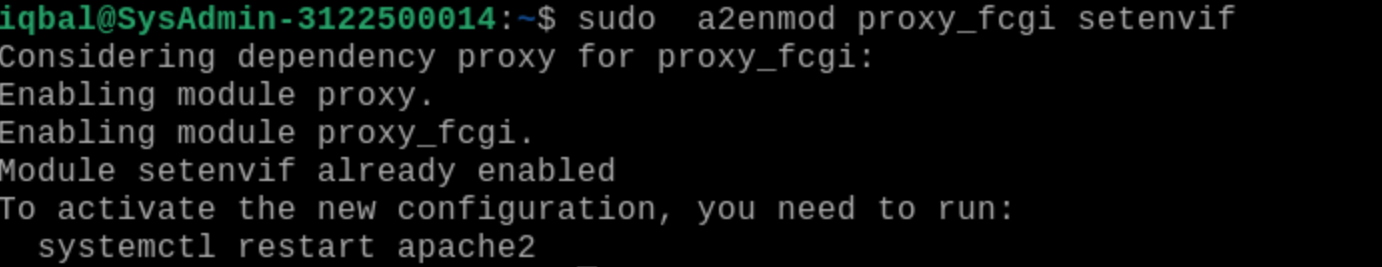 iqbal@SysAdmin-3122500014:~$ sudo  a2enmod proxy_fcgi setenvif
Considering dependency proxy for proxy_fcgi:
Enabling module proxy.
Enabling module proxy_fcgi.
Module setenvif already enabled
To activate the new configuration, you need to run:
  systemctl restart apache2